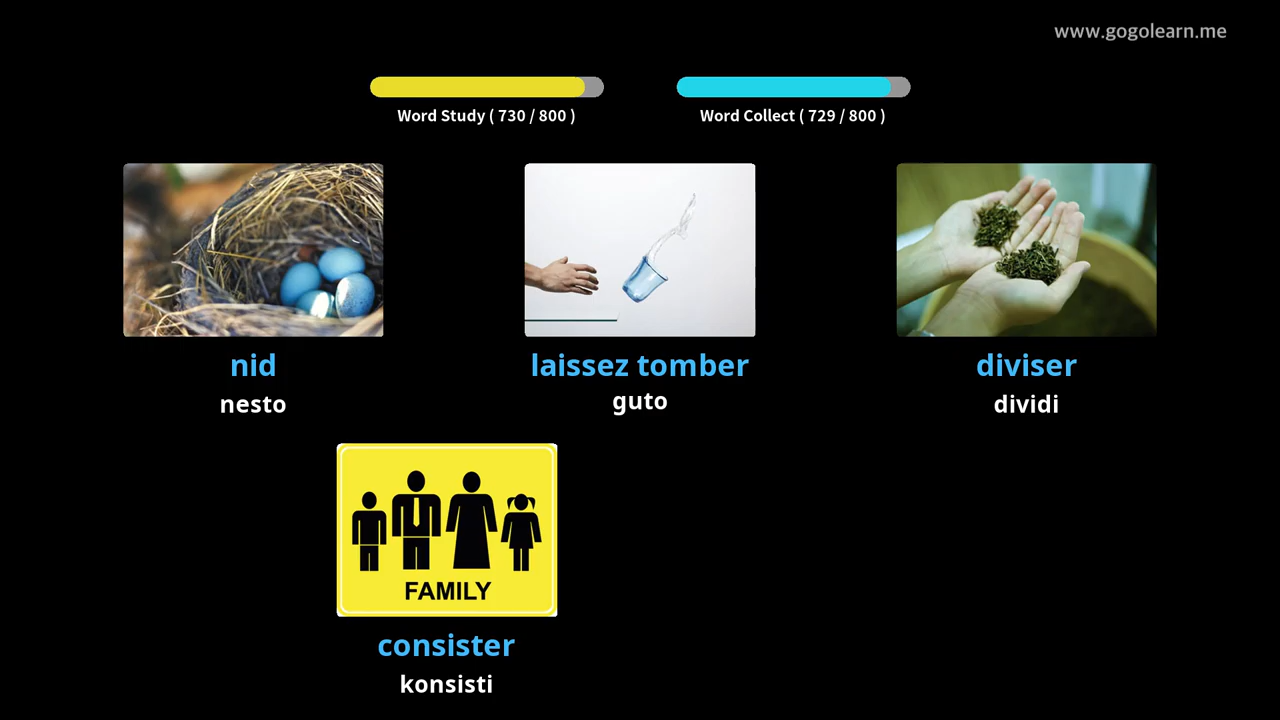 www.gogolearn.me
Word Study ( 730 / 800 )
Word Collect ( 729 / 800 )
nid
nesto
laissez tomber
guto
diviser
dividi
FAMILY
consister
konsisti